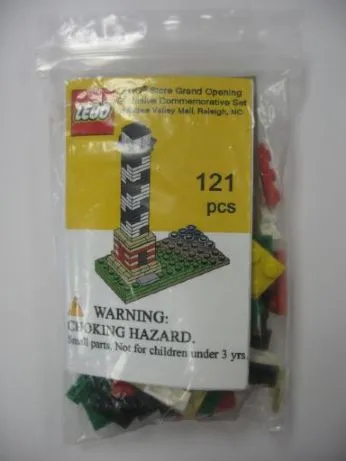 LEGO
Store Grand Opening
Exclusive Commemorative Set
Valley Mall, Raleigh, NC
121
pcs
WARNING:
CHOKING HAZARD.
Small parts. Not for children under 3 yrs.